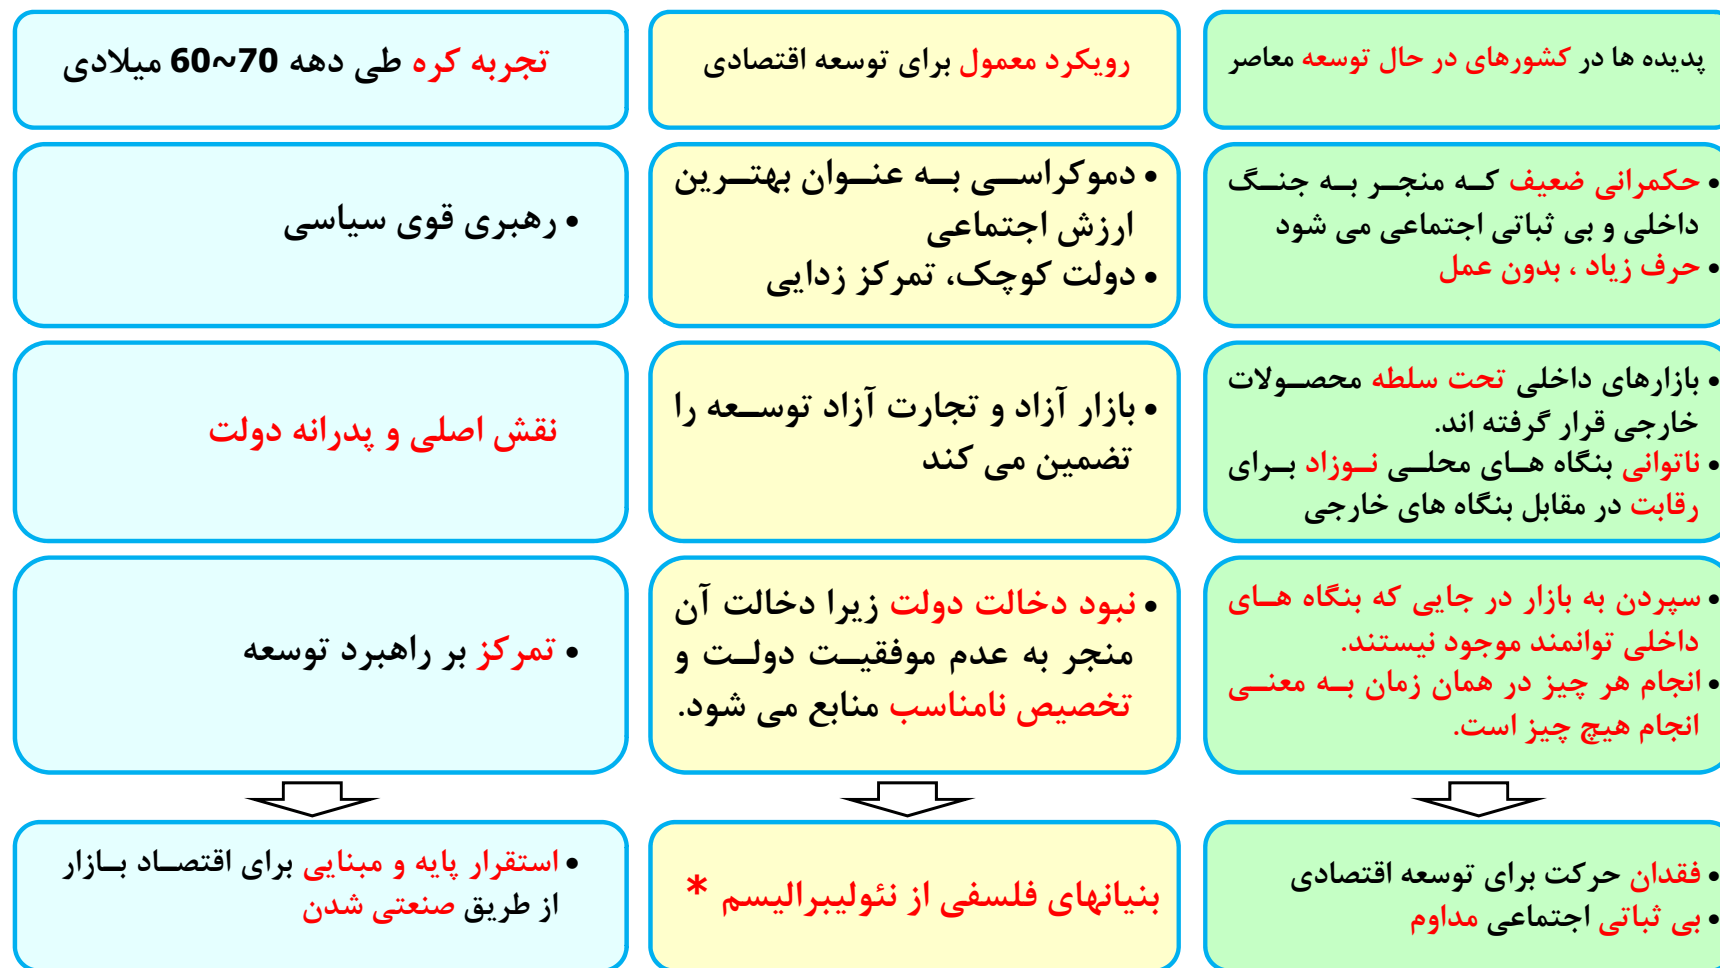 پدیده ها در کشورهای در حال توسعه معاصر
رویکرد معمول برای توسعه اقتصادی
تجربه کره طی دهه 70~60 میلادی
• حکمرانی ضعیف که منجر به جنگ
داخلی و بی ثباتی اجتماعی می شود
• حرف زیاد ، بدون عمل
• دموکراسی به عنوان بهترین
ارزش اجتماعی
• دولت کوچک، تمرکز زدایی
• رهبری قوی سیاسی
• بازارهای داخلی تحت سلطه محصولات
خارجی قرار گرفته اند.
• ناتوانی بنگاه های محلی نوزاد برای
رقابت در مقابل بنگاه های خارجی
• بازار آزاد و تجارت آزاد توسعه را
تضمین می کند
نقش اصلی و پدرانه دولت
• سپردن به بازار در جایی که بنگاه های
داخلی توانمند موجود نیستند.
• انجام هر چیز در همان زمان به معنی
انجام هیچ چیز است.
• نبود دخالت دولت زیرا دخالت آن
منجر به عدم موفقیت دولت و
تخصیص نامناسب منابع می شود.
• تمرکز بر راهبرد توسعه
• فقدان حرکت برای توسعه اقتصادی
• بی ثباتی اجتماعی مداوم
بنیانهای فلسفی از نئولیبرالیسم *
• استقرار پایه و مبنایی برای اقتصاد بازار
از طریق صنعتی شدن